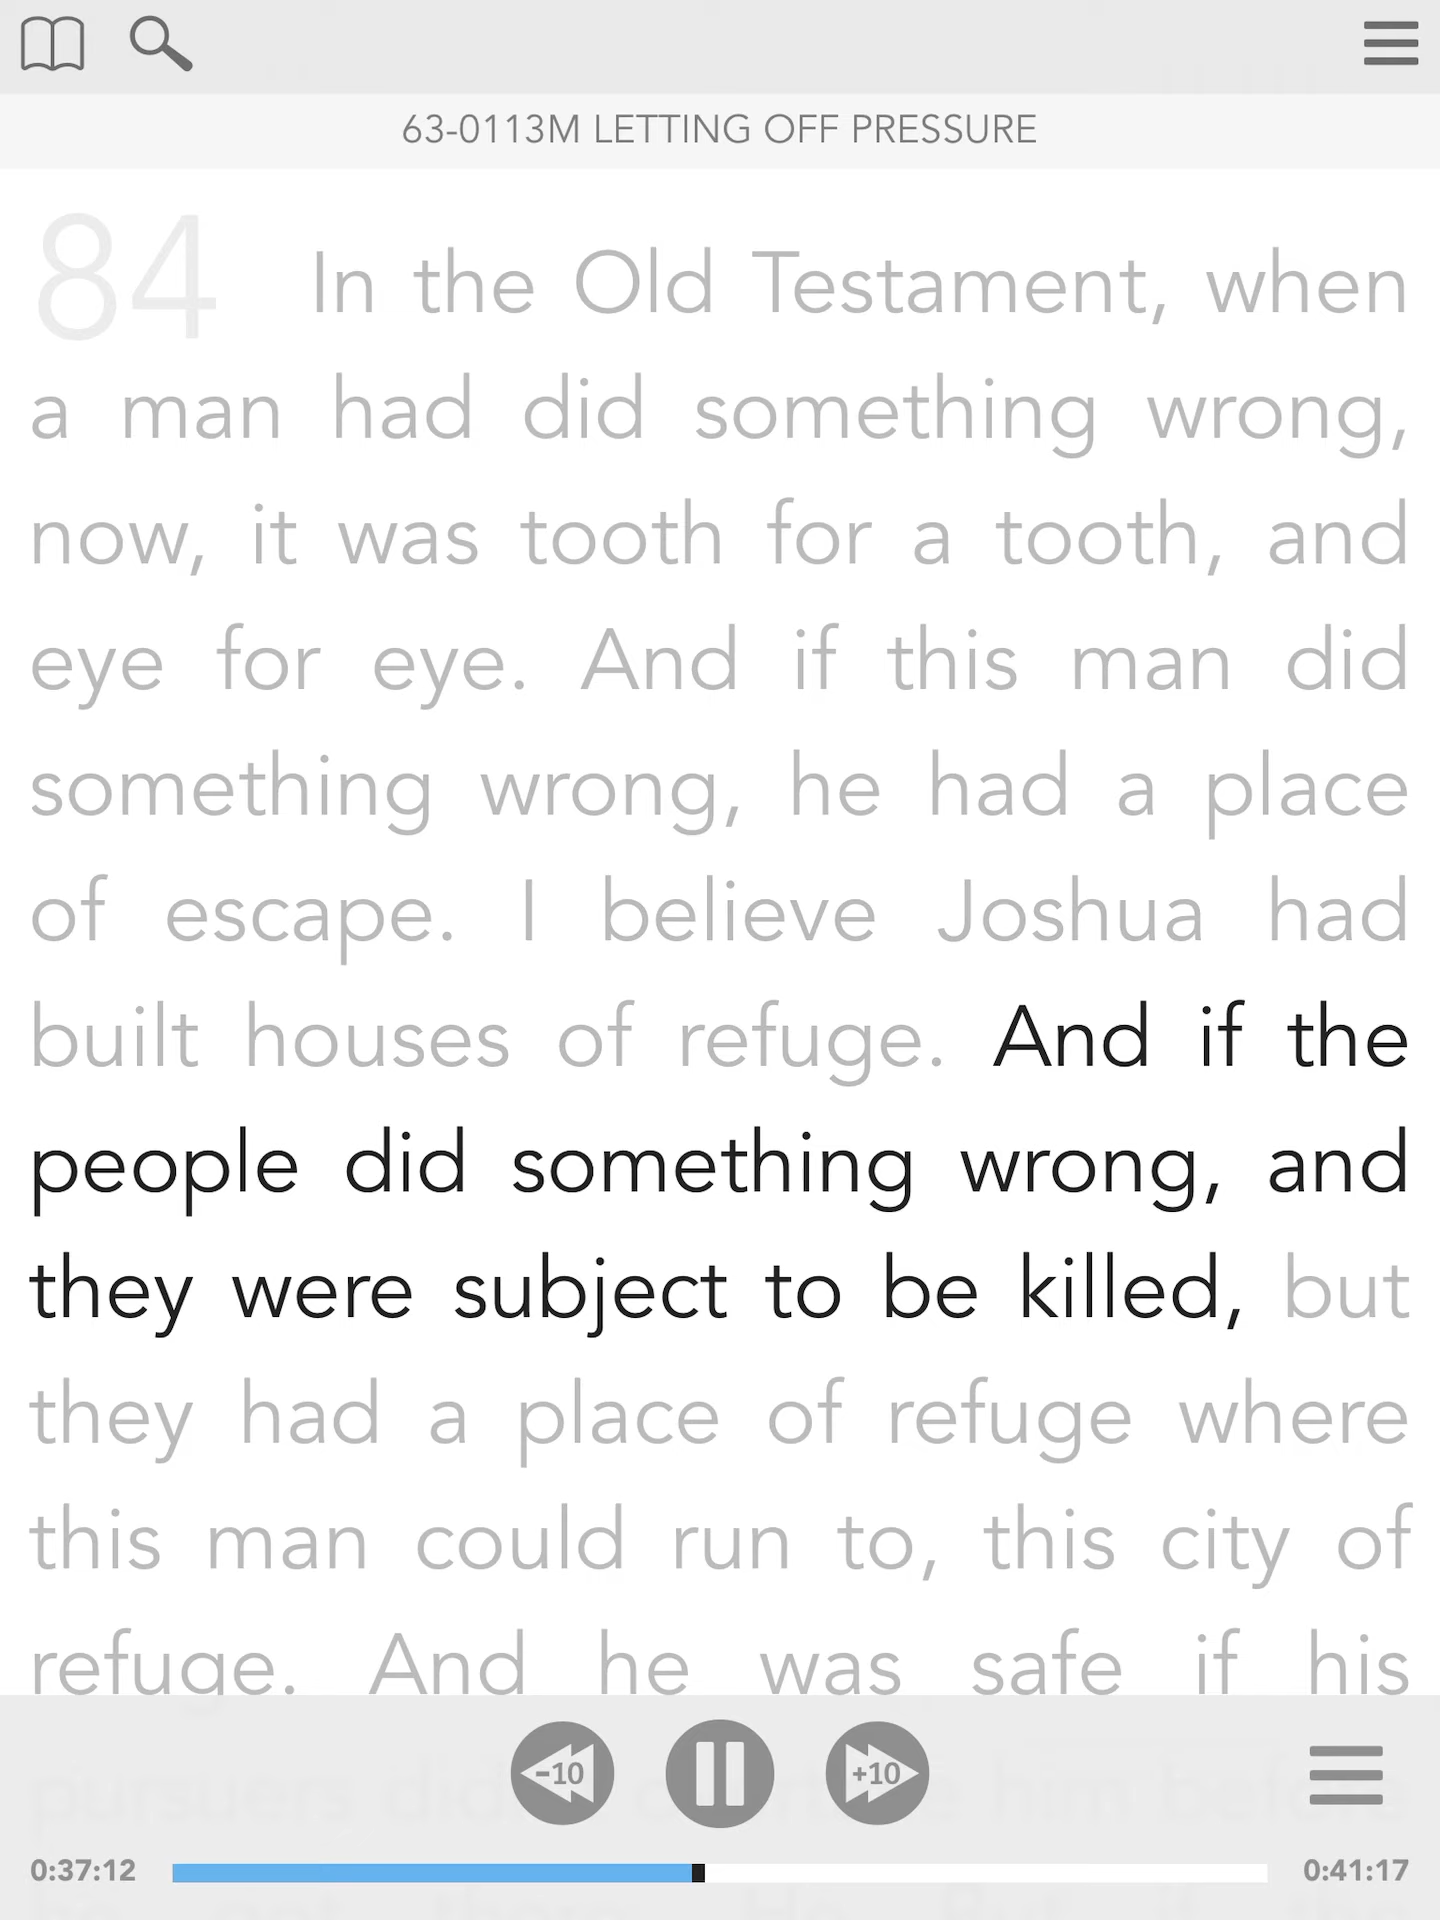 63-0113M LETTING OFF PRESSURE
84 In the Old Testament, when
a man had did something wrong,
now, it was tooth for a tooth, and
eye for eye. And if this man did
something wrong, he had a place
of escape. I believe Joshua had
built houses of refuge. And if the
people did something wrong, and
they were subject to be killed, but
they had a place of refuge where
this man could run to, this city of
refuge. And he was safe if his
-10 +10
0:37:12 0:41:17